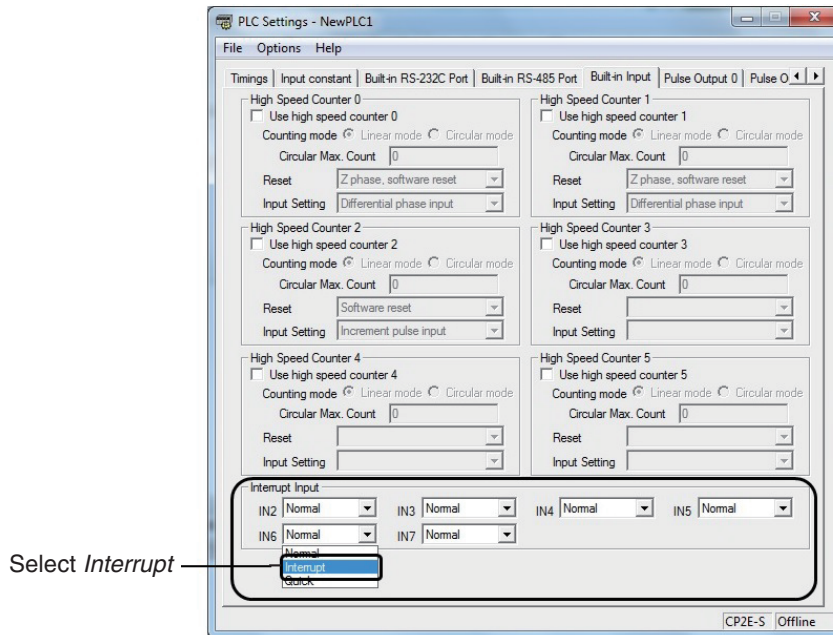 PLC Settings - NewPLC1
File Options Help
Timings Input constant Built-in RS-232C Port Built-in RS-485 Port Built-in Input Pulse Output 0 Pulse O
High Speed Counter 0
Use high speed counter 0
Counting mode Linear mode Circular mode
Circular Max. Count 0
Reset Z phase, software reset
Input Setting Differential phase input
High Speed Counter 1
Use high speed counter 1
Counting mode Linear mode Circular mode
Circular Max. Count 0
Reset Z phase, software reset
Input Setting Differential phase input
High Speed Counter 2
Use high speed counter 2
Counting mode Linear mode Circular mode
Circular Max. Count 0
Reset Software reset
Input Setting Increment pulse input
High Speed Counter 3
Use high speed counter 3
Counting mode Linear mode Circular mode
Circular Max. Count 0
Reset
Input Setting
High Speed Counter 4
Use high speed counter 4
Counting mode Linear mode Circular mode
Circular Max. Count 0
Reset
Input Setting
High Speed Counter 5
Use high speed counter 5
Counting mode Linear mode Circular mode
Circular Max. Count 0
Reset
Input Setting
Interrupt Input
IN2 Normal IN3 Normal IN4 Normal IN5 Normal
IN6 Normal IN7 Normal
Normal
Interrupt
Quick
Select Interrupt
CP2E-S Offline